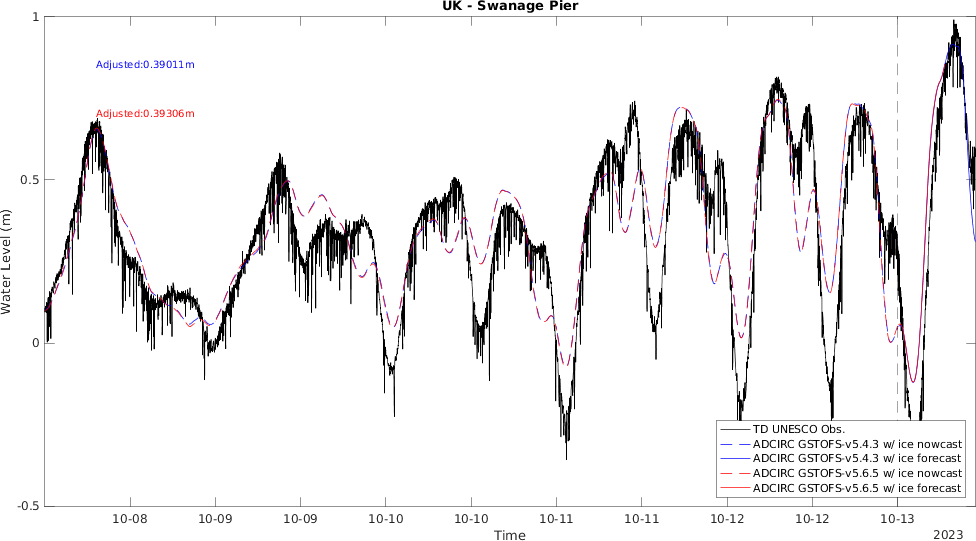 UK - Swanage Pier
1
Adjusted:0.39011m
Adjusted:0.39306m
0.5
Water Level (m)
0
-0.5
TD UNESCO Obs.
ADCIRC GSTOFS-v5.4.3 w/ ice nowcast
ADCIRC GSTOFS-v5.4.3 w/ ice forecast
ADCIRC GSTOFS-v5.6.5 w/ ice nowcast
ADCIRC GSTOFS-v5.6.5 w/ ice forecast
10-08 10-09 10-09 10-10 10-10 10-11 10-11 10-12 10-12 10-13
Time
2023